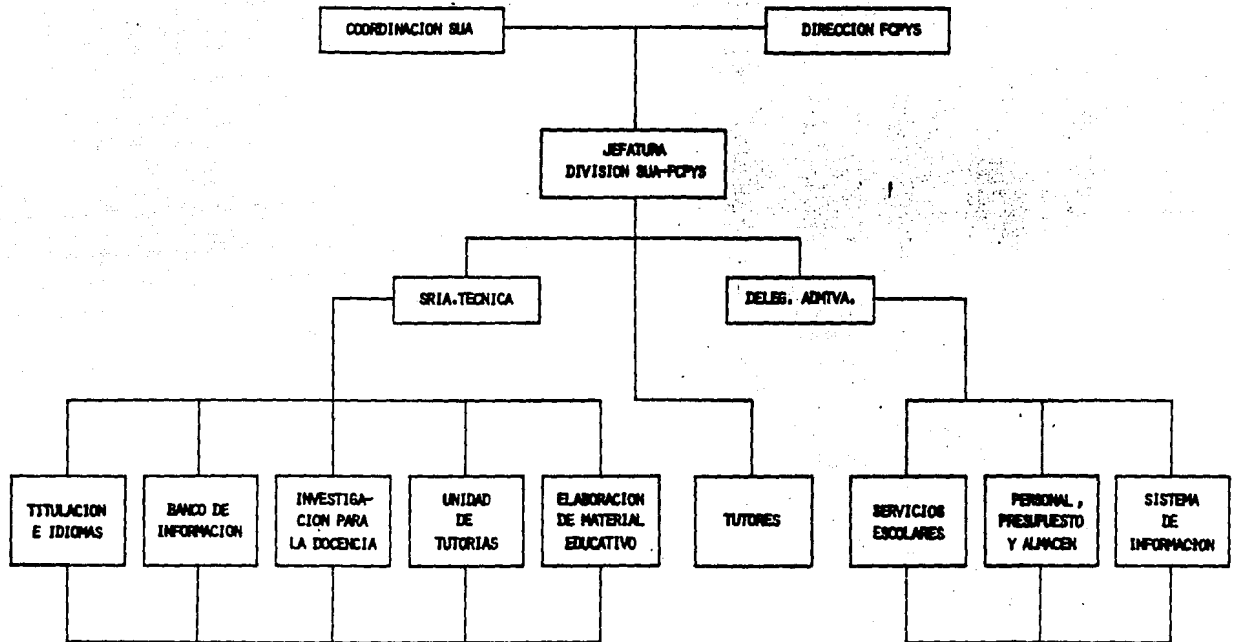 COORDINACION SUA
DIRECCION FCPYS
JEFATURA
DIVISION SUA-FCPYS
SRIA.TECNICA
DELEG. ADMTVA.
TITULACION
E IDIOMAS
BANCO DE
INFORMACION
INVESTIGA-
CION PARA
LA DOCENCIA
UNIDAD
DE
TUTORIAS
ELABORACION
DE MATERIAL
EDUCATIVO
TUTORES
SERVICIOS
ESCOLARES
PERSONAL,
PRESUPUESTO
Y ALMACEN
SISTEMA
DE
INFORMACION